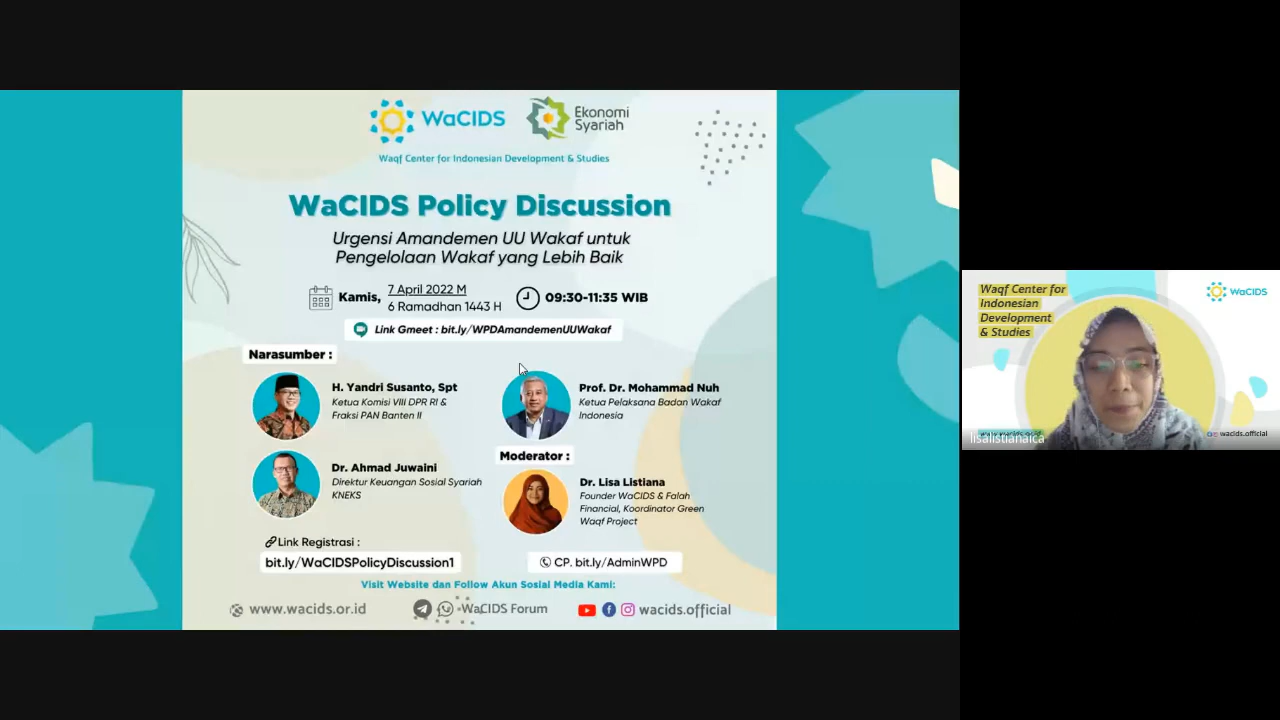 WaCIDS
Ekonomi
Syariah
Waqf Center for Indonesian Development & Studies
WaCIDS Policy Discussion
Urgensi Amandemen UU Wakaf untuk
Pengelolaan Wakaf yang Lebih Baik
Kamis,
7 April 2022 M
6 Ramadhan 1443 H
09:30-11:35 WIB
Link Gmeet : bit.ly/WPDAmandemenUUWakaf
Narasumber :
H. Yandri Susanto, Spt
Ketua Komisi VIII DPR RI &
Fraksi PAN Banten II
Prof. Dr. Mohammad Nuh
Ketua Pelaksana Badan Wakaf
Indonesia
Dr. Ahmad Juwaini
Direktur Keuangan Sosial Syariah
KNEKS
Moderator :
Dr. Lisa Listiana
Founder WaCIDS & Falah
Financial, Koordinator Green
Waqf Project
Link Registrasi :
bit.ly/WaCIDSPolicyDiscussion1
CP. bit.ly/AdminWPD
Visit Website dan Follow Akun Sosial Media Kami:
www.wacids.or.id
WaCIDS Forum
wacids.official
Waqf Center for
Indonesian
Development
& Studies
WaCIDS
www.wacids.or.id
lisalistianaica
wacids.official